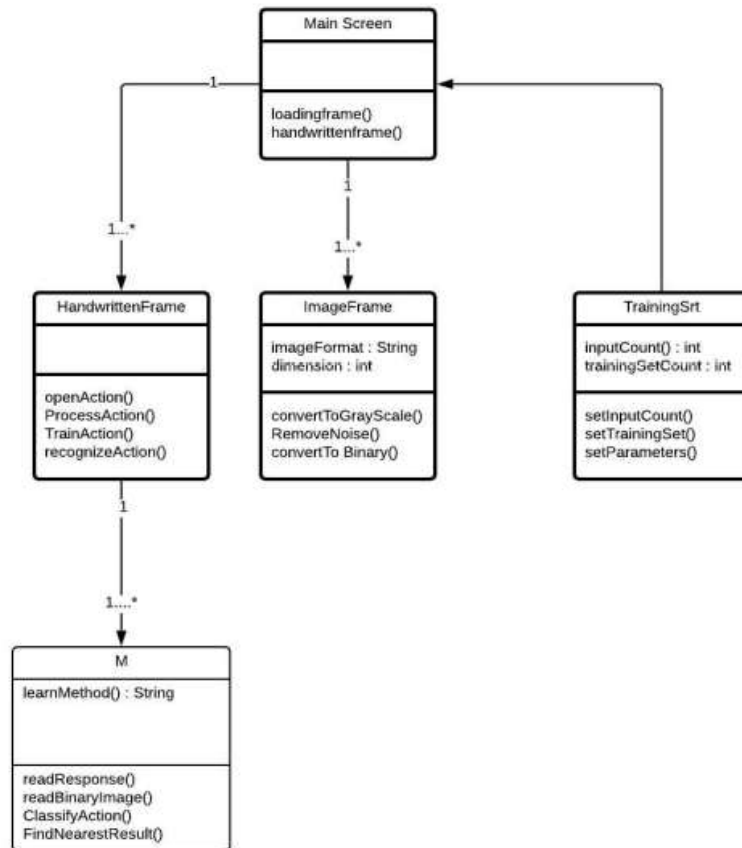 Main Screen
loadingframe()
handwrittenframe()
1
1
1...*
1...*
HandwrittenFrame
openAction()
ProcessAction()
TrainAction()
recognizeAction()
ImageFrame
imageFormat : String
dimension : int
convertToGrayScale()
RemoveNoise()
convertTo Binary()
TrainingSrt
inputCount() : int
trainingSetCount : int
setInputCount()
setTrainingSet()
setParameters()
1
1....*
M
learnMethod() : String
readResponse()
readBinaryImage()
ClassifyAction()
FindNearestResult()